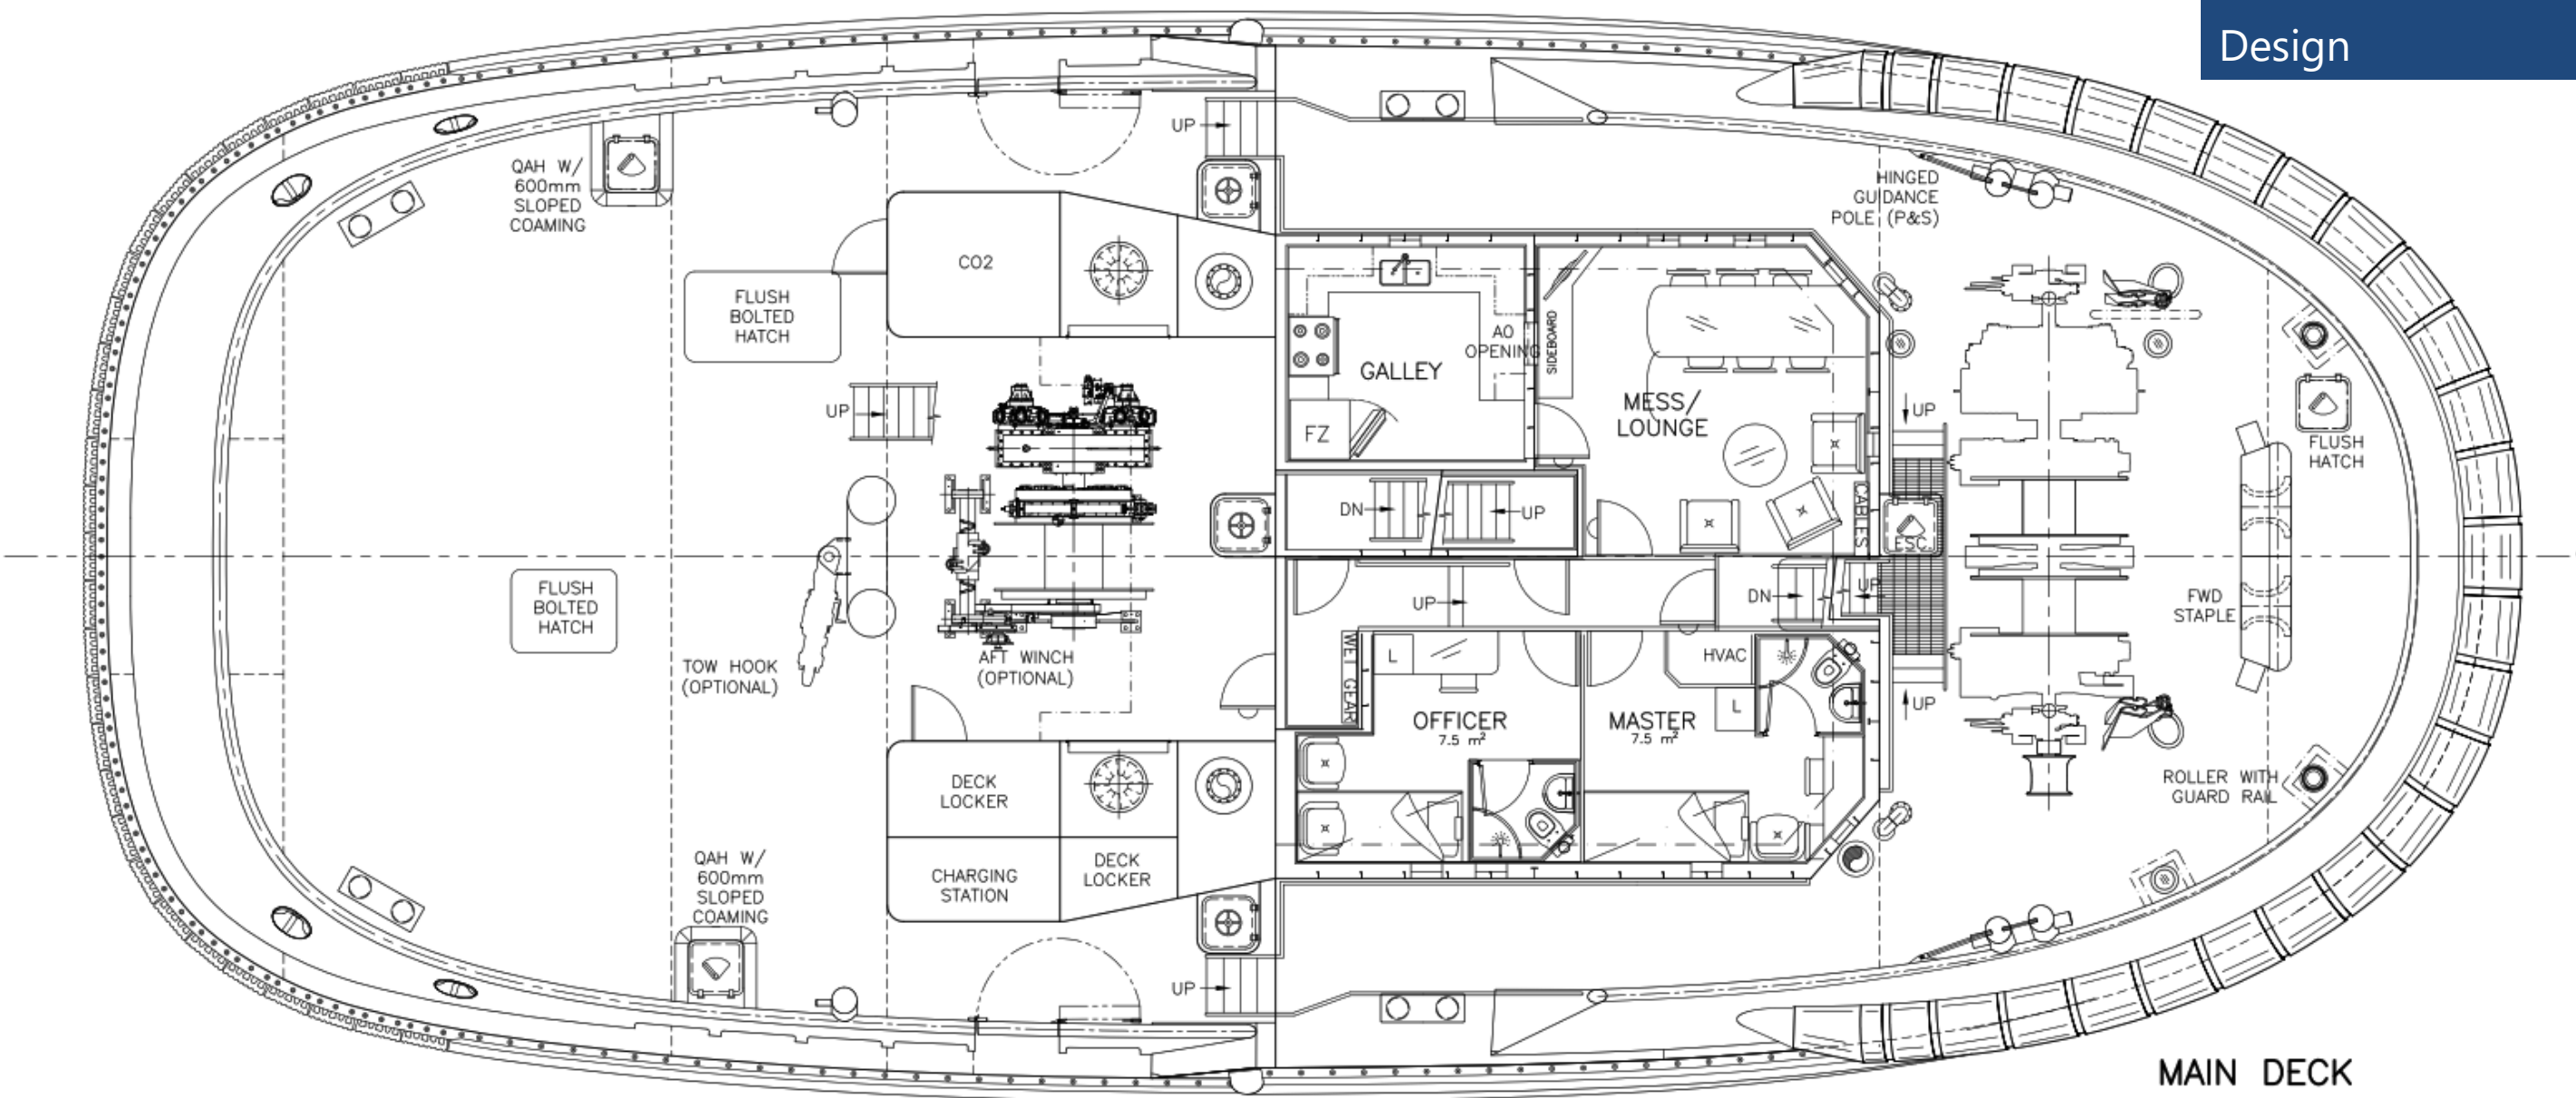 Design
UP
QAH W/
600mm
SLOPED
COAMING
HINGED
GUIDANCE
POLE (P&S)
CO2
FLUSH
BOLTED
HATCH
UP
GALLEY
FZ
AO
OPENING
SIDEBOARD
MESS/
LOUNGE
CABLES
UP
FLUSH
HATCH
DN
UP
ESC
FLUSH
BOLTED
HATCH
TOW HOOK
(OPTIONAL)
AFT WINCH
(OPTIONAL)
UP
DN
UP
FWD
STAPLE
WET GEAR
L
HVAC
L
UP
OFFICER
7.5 m²
MASTER
7.5 m²
ROLLER WITH
GUARD RAIL
DECK
LOCKER
CHARGING
STATION
DECK
LOCKER
QAH W/
600mm
SLOPED
COAMING
UP
MAIN DECK